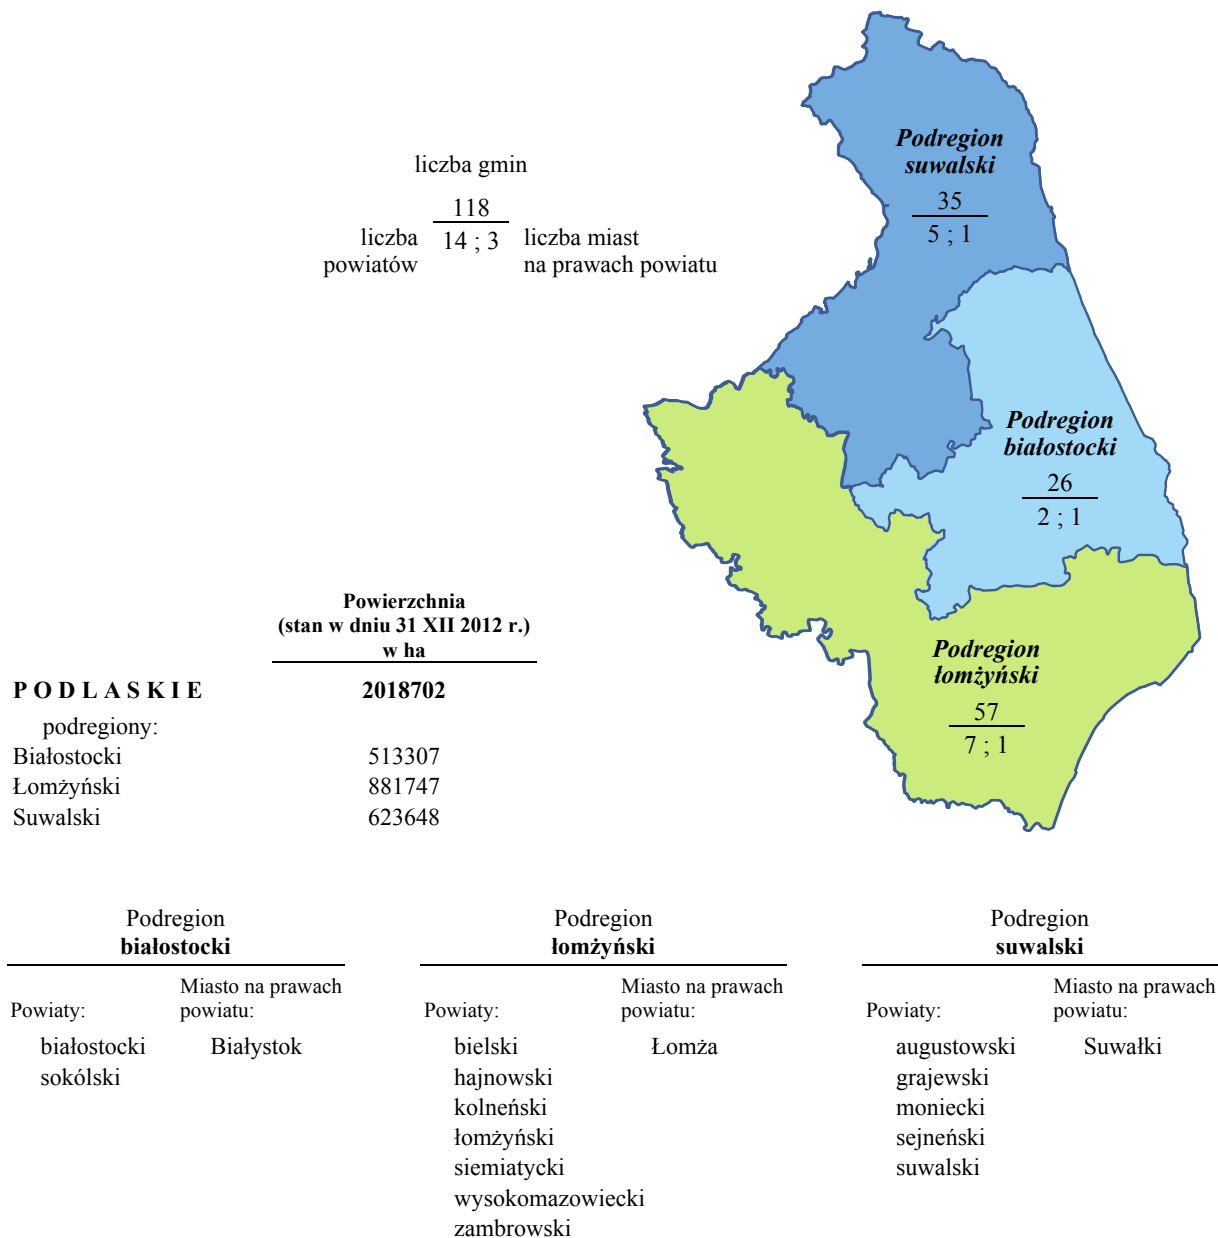 Podregion
suwalski
35
5 ; 1
liczba gmin
118
14 ; 3
liczba
powiatów
liczba miast
na prawach powiatu
Podregion
białostocki
26
2 ; 1
Podregion
łomżyński
57
7 ; 1
Powierzchnia
(stan w dniu 31 XII 2012 r.)
w ha
P O D L A S K I E 2018702
podregiony:
Białostocki 513307
Łomżyński 881747
Suwalski 623648
Podregion
białostocki
Powiaty:
Miasto na prawach
powiatu:
białostocki Białystok
sokólski
Podregion
łomżyński
Powiaty:
Miasto na prawach
powiatu:
bielski Łomża
hajnowski
kolneński
łomżyński
siemiatycki
wysokomazowiecki
zambrowski
Podregion
suwalski
Powiaty:
Miasto na prawach
powiatu:
augustowski Suwałki
grajewski
moniecki
sejneński
suwalski